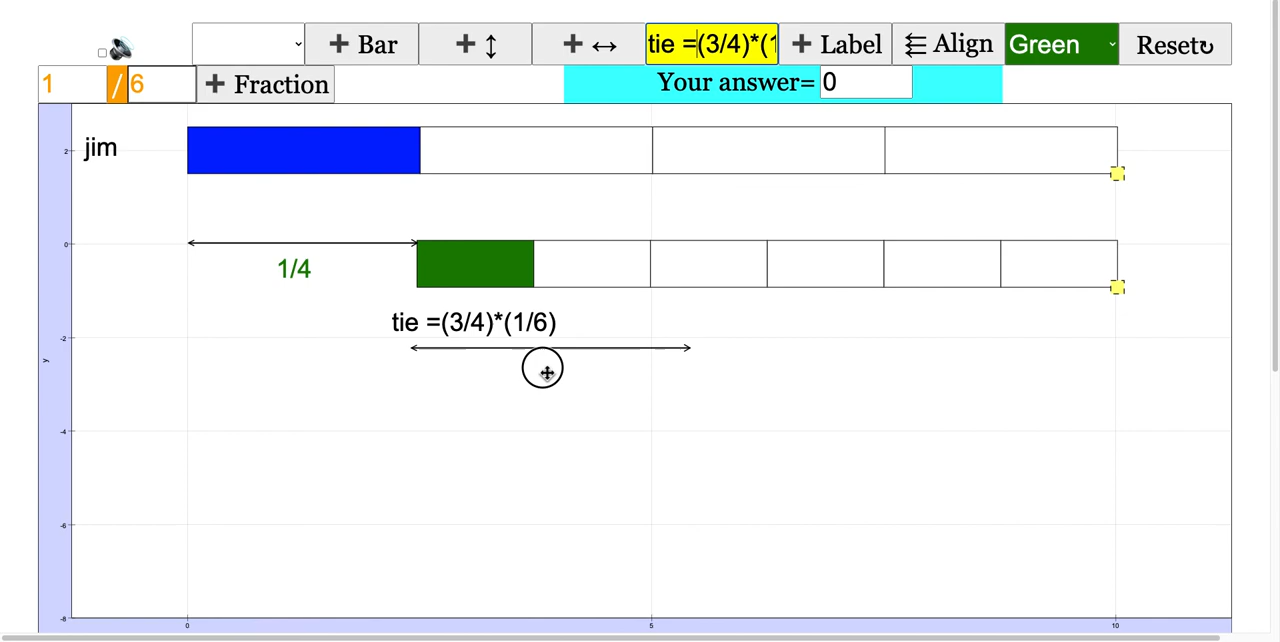 + Bar + ↕ + ↔ tie =(3/4)*(1 + Label Align Green Reset↻
1 / 6 + Fraction Your answer= 0
jim
1/4
tie =(3/4)*(1/6)
2
0
-2
-4
-6
-8
y
0 5 10